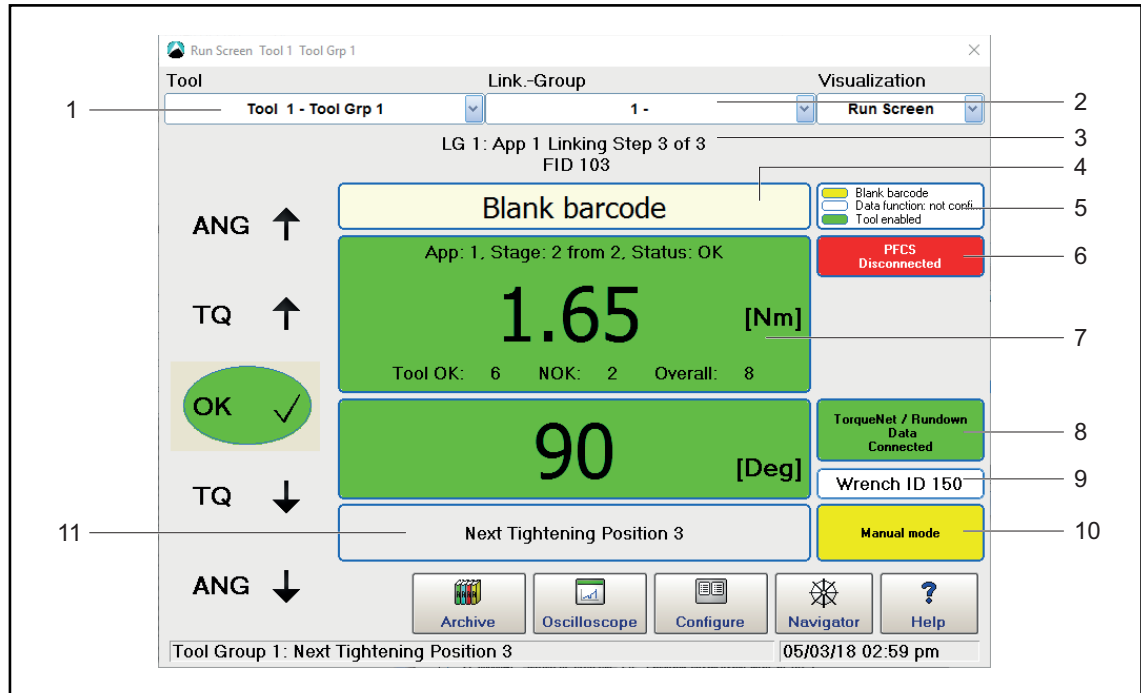 Run Screen Tool 1 Tool Grp 1
Tool Link.-Group Visualization
1 Tool 1 - Tool Grp 1 1 - Run Screen 2
LG 1: App 1 Linking Step 3 of 3 3
FID 103
4
Blank barcode
Blank barcode
Data function: not confi...
Tool enabled
5
ANG
App: 1, Stage: 2 from 2, Status: OK
PFCS
Disconnected
6
TQ
1.65 [Nm]
7
Tool OK: 6 NOK: 2 Overall: 8
OK
90 [Deg]
TorqueNet / Rundown
Data
Connected
8
Wrench ID 150 9
TQ
11 Next Tightening Position 3 Manual mode 10
ANG
Archive Oscilloscope Configure Navigator Help
Tool Group 1: Next Tightening Position 3 05/03/18 02:59 pm